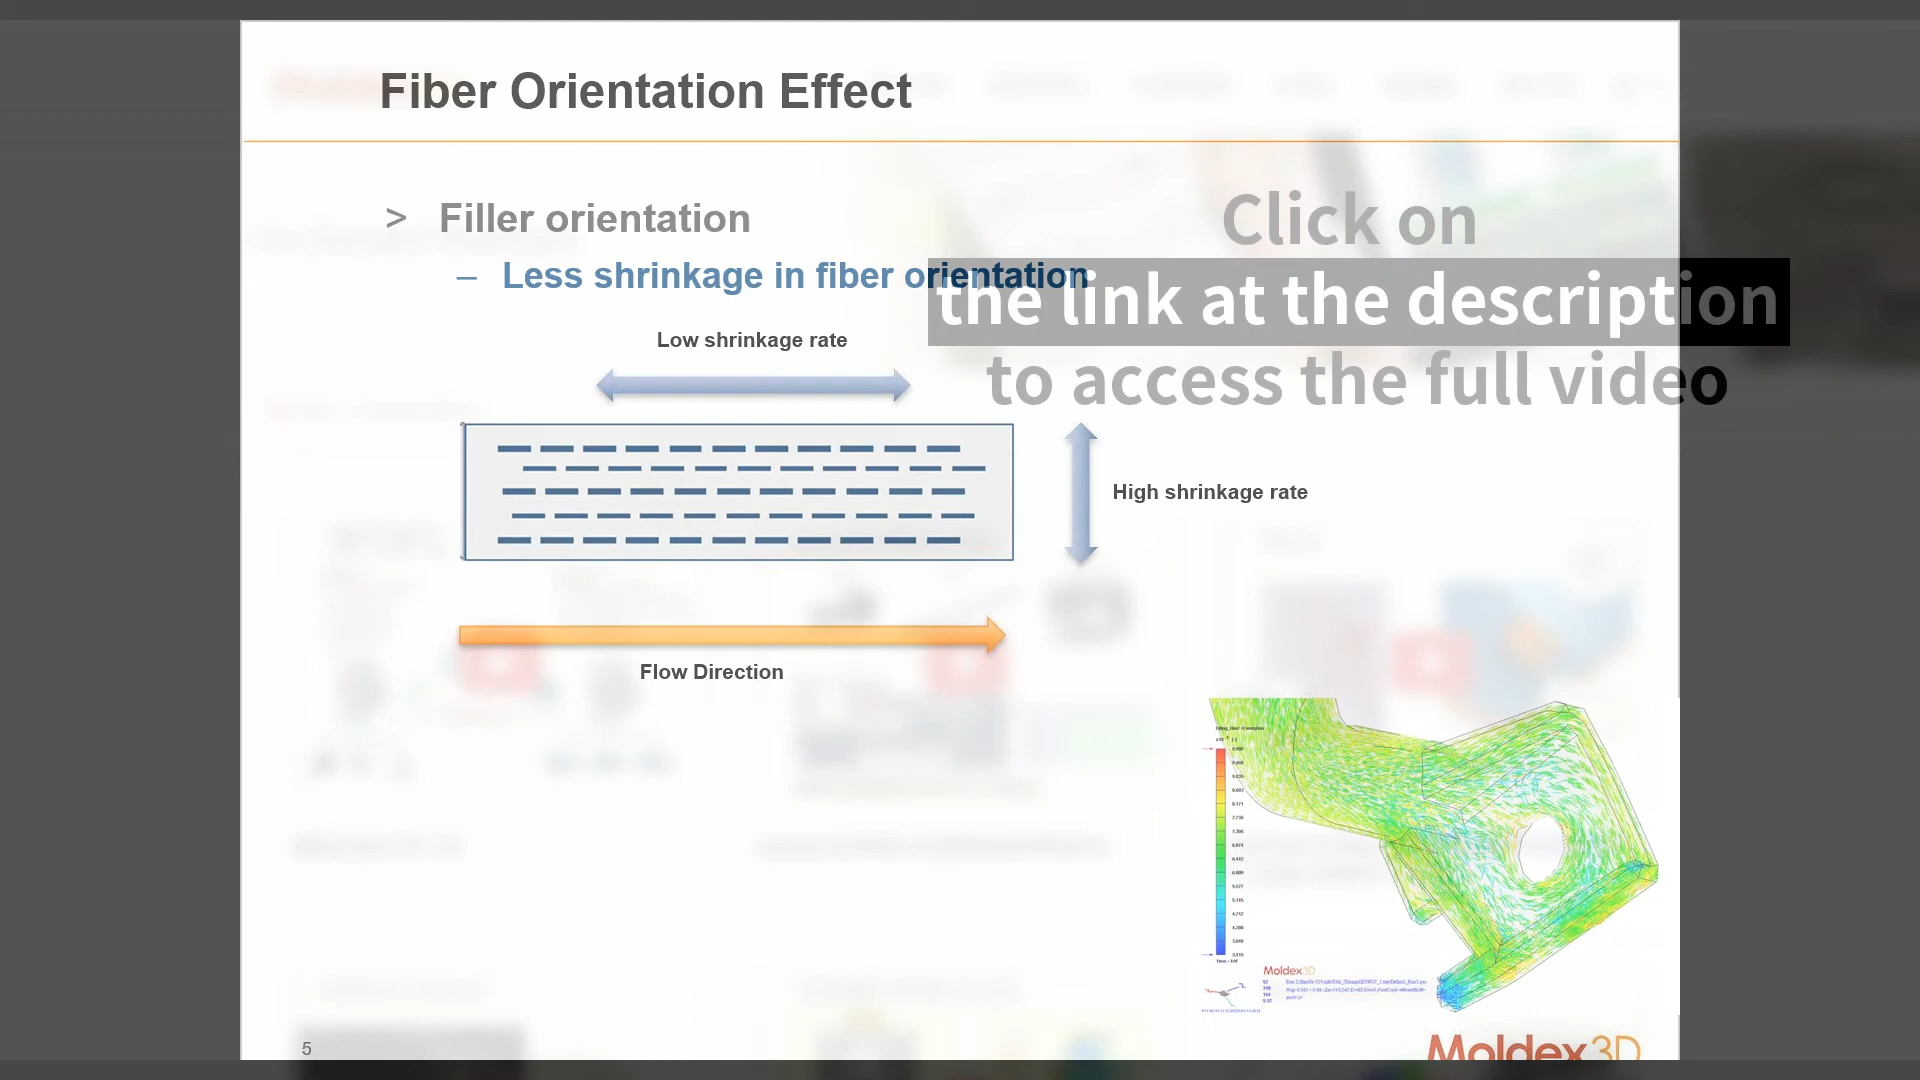 Fiber Orientation Effect
> Filler orientation
– Less shrinkage in fiber orientation
Click on
the link at the description
to access the full video
Low shrinkage rate
High shrinkage rate
Flow Direction
Moldex3D
5
Moldex3D